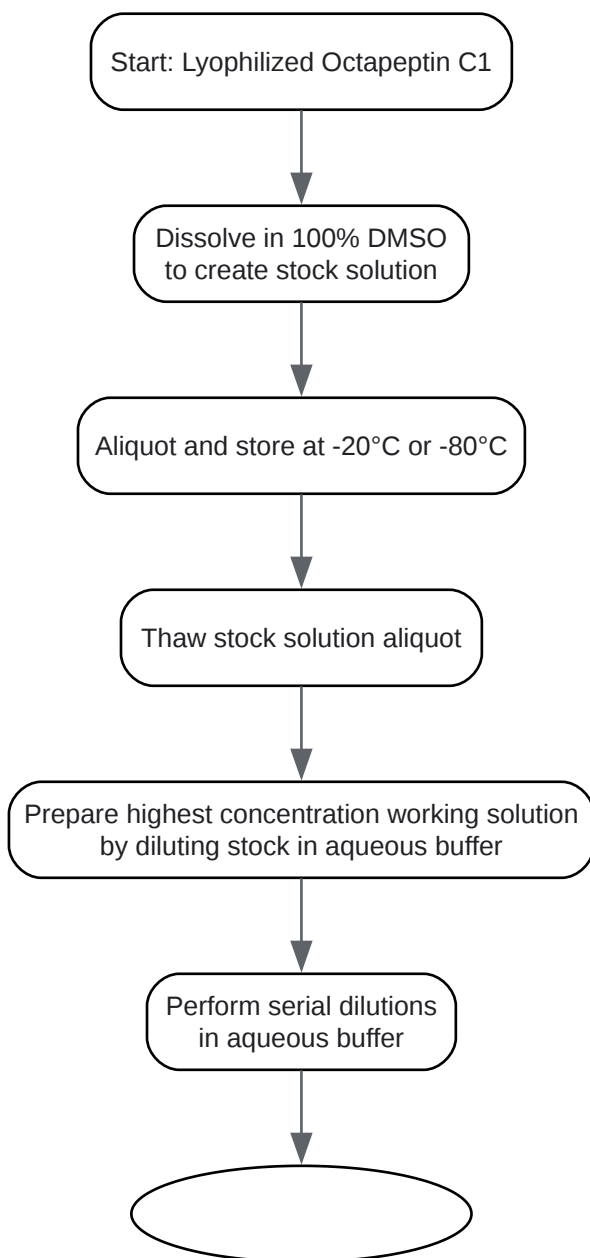 Start: Lyophilized Octapeptin C1
Dissolve in 100% DMSO
to create stock solution
Aliquot and store at -20°C or -80°C
Thaw stock solution aliquot
Prepare highest concentration working solution
by diluting stock in aqueous buffer
Perform serial dilutions
in aqueous buffer